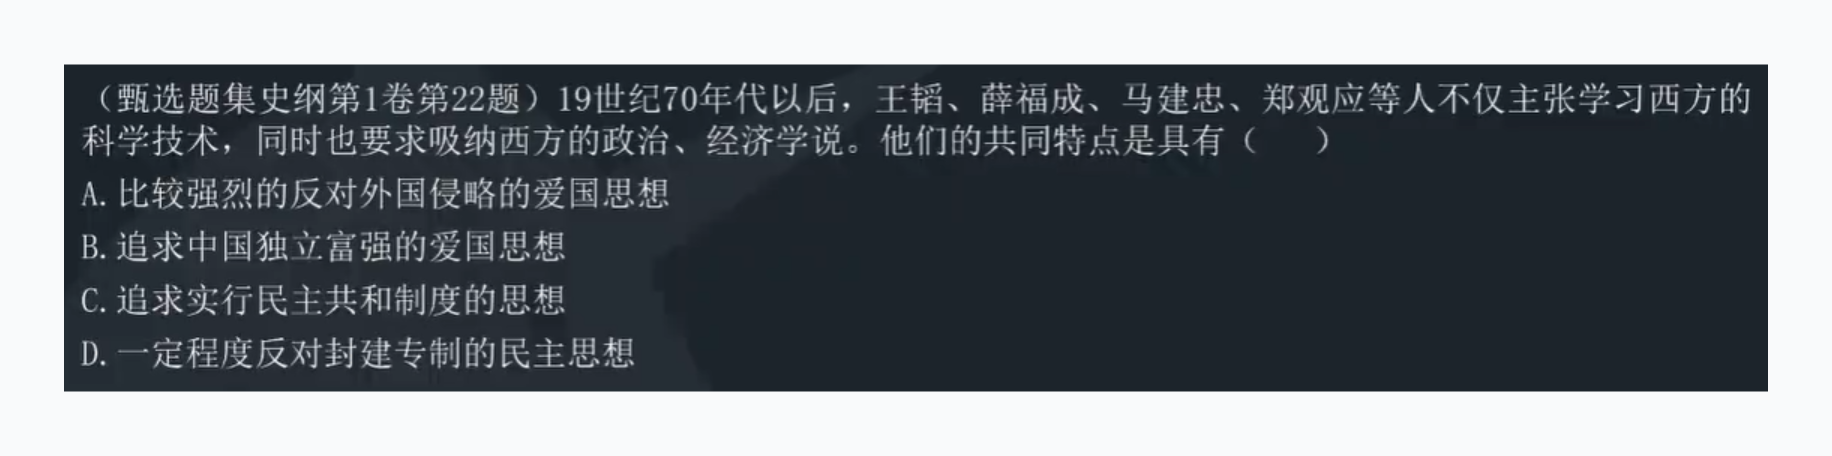 （甄选题集史纲第1卷第22题）19世纪70年代以后，王韬、薛福成、马建忠、郑观应等人不仅主张学习西方的
科学技术，同时也要求吸纳西方的政治、经济学说。他们的共同特点是具有（　　）
A.比较强烈的反对外国侵略的爱国思想
B.追求中国独立富强的爱国思想
C.追求实行民主共和制度的思想
D.一定程度反对封建专制的民主思想